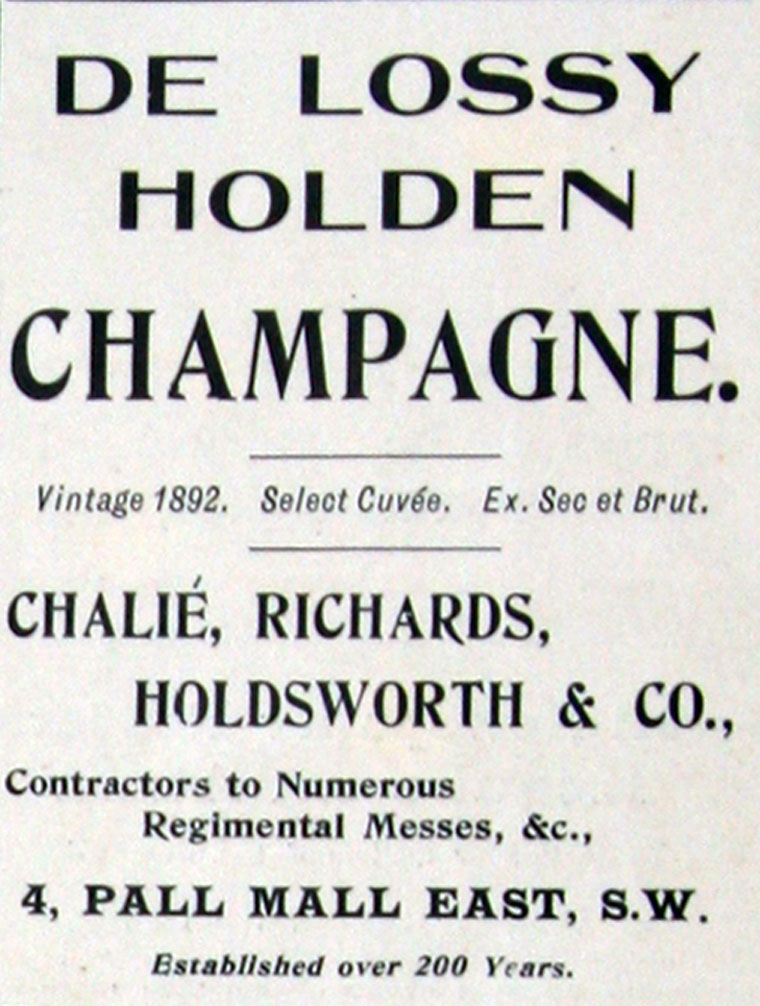 DE LOSSY
HOLDEN
CHAMPAGNE.
Vintage 1892. Select Cuvée. Ex. Sec et Brut.
CHALIÉ, RICHARDS,
HOLDSWORTH & CO.,
Contractors to Numerous
Regimental Messes, &c.,
4, PALL MALL EAST, S.W.
Established over 200 Years.